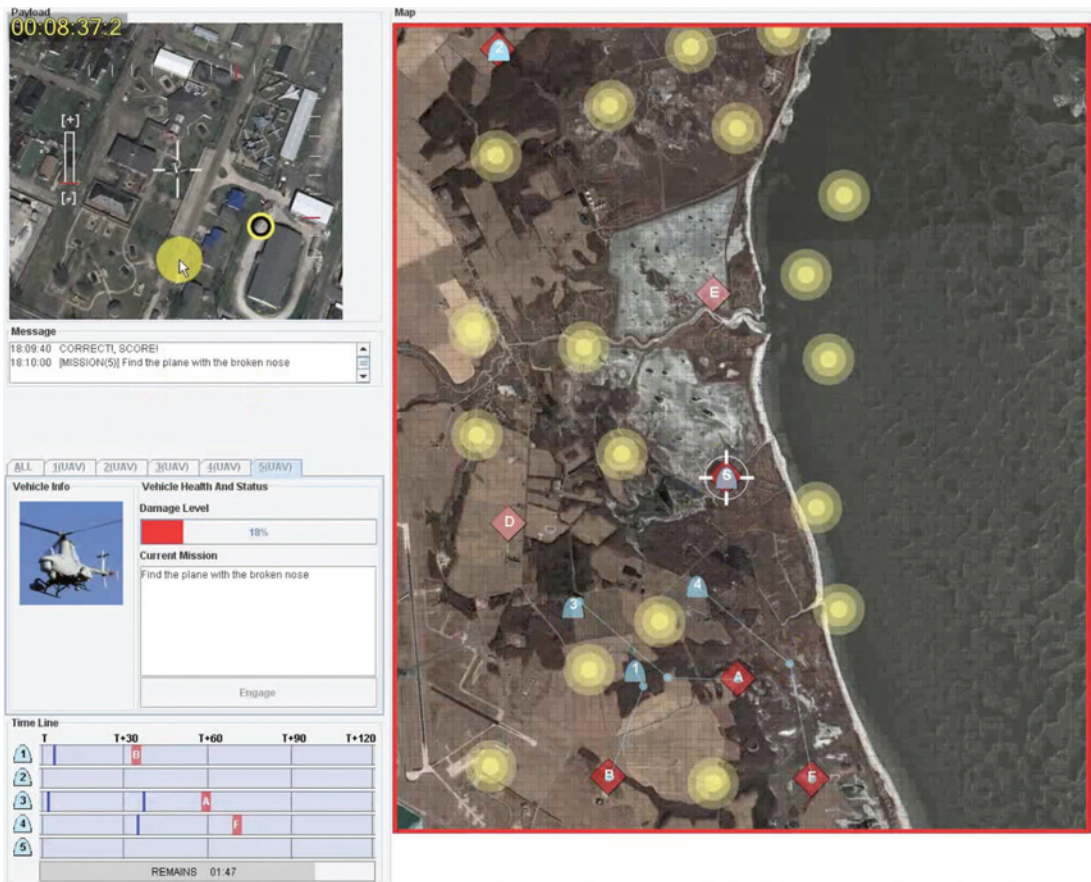 Payload
00:08:37:2
[+]
[-]
Message
18:09:40 CORRECT!, SCORE!
18:10:00 [MISSION(5)] Find the plane with the broken nose
ALL 1(UAV) 2(UAV) 3(UAV) 4(UAV) 5(UAV)
Vehicle Info
Vehicle Health And Status
Damage Level
18%
Current Mission
Find the plane with the broken nose
Engage
Time Line
T T+30 T+60 T+90 T+120
1 B
2
3 A
4 F
5
REMAINS 01:47
Map
2
E
D
4
3
1
A
B
F